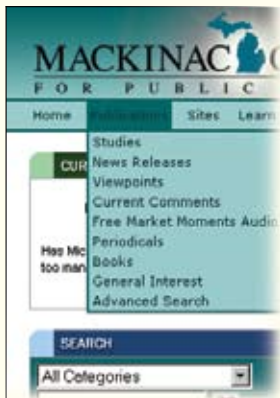 MACKINAC
FOR PUBLIC
Home Publications Sites Learn
Studies
News Releases
Viewpoints
Current Comments
Free Market Moments Audio
Periodicals
Books
General Interest
Advanced Search
CUR
Has Mic
too man
SEARCH
All Categories